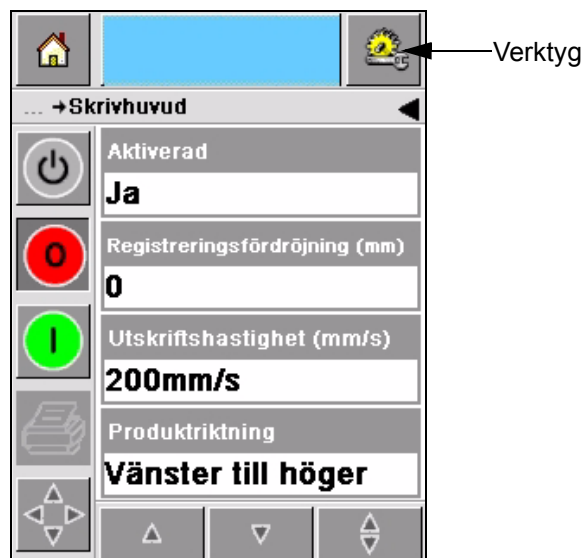 Verktyg
... →Skrivhuvud
Aktiverad
Ja
Registreringsfördröjning (mm)
0
Utskriftshastighet (mm/s)
200mm/s
Produktriktning
Vänster till höger